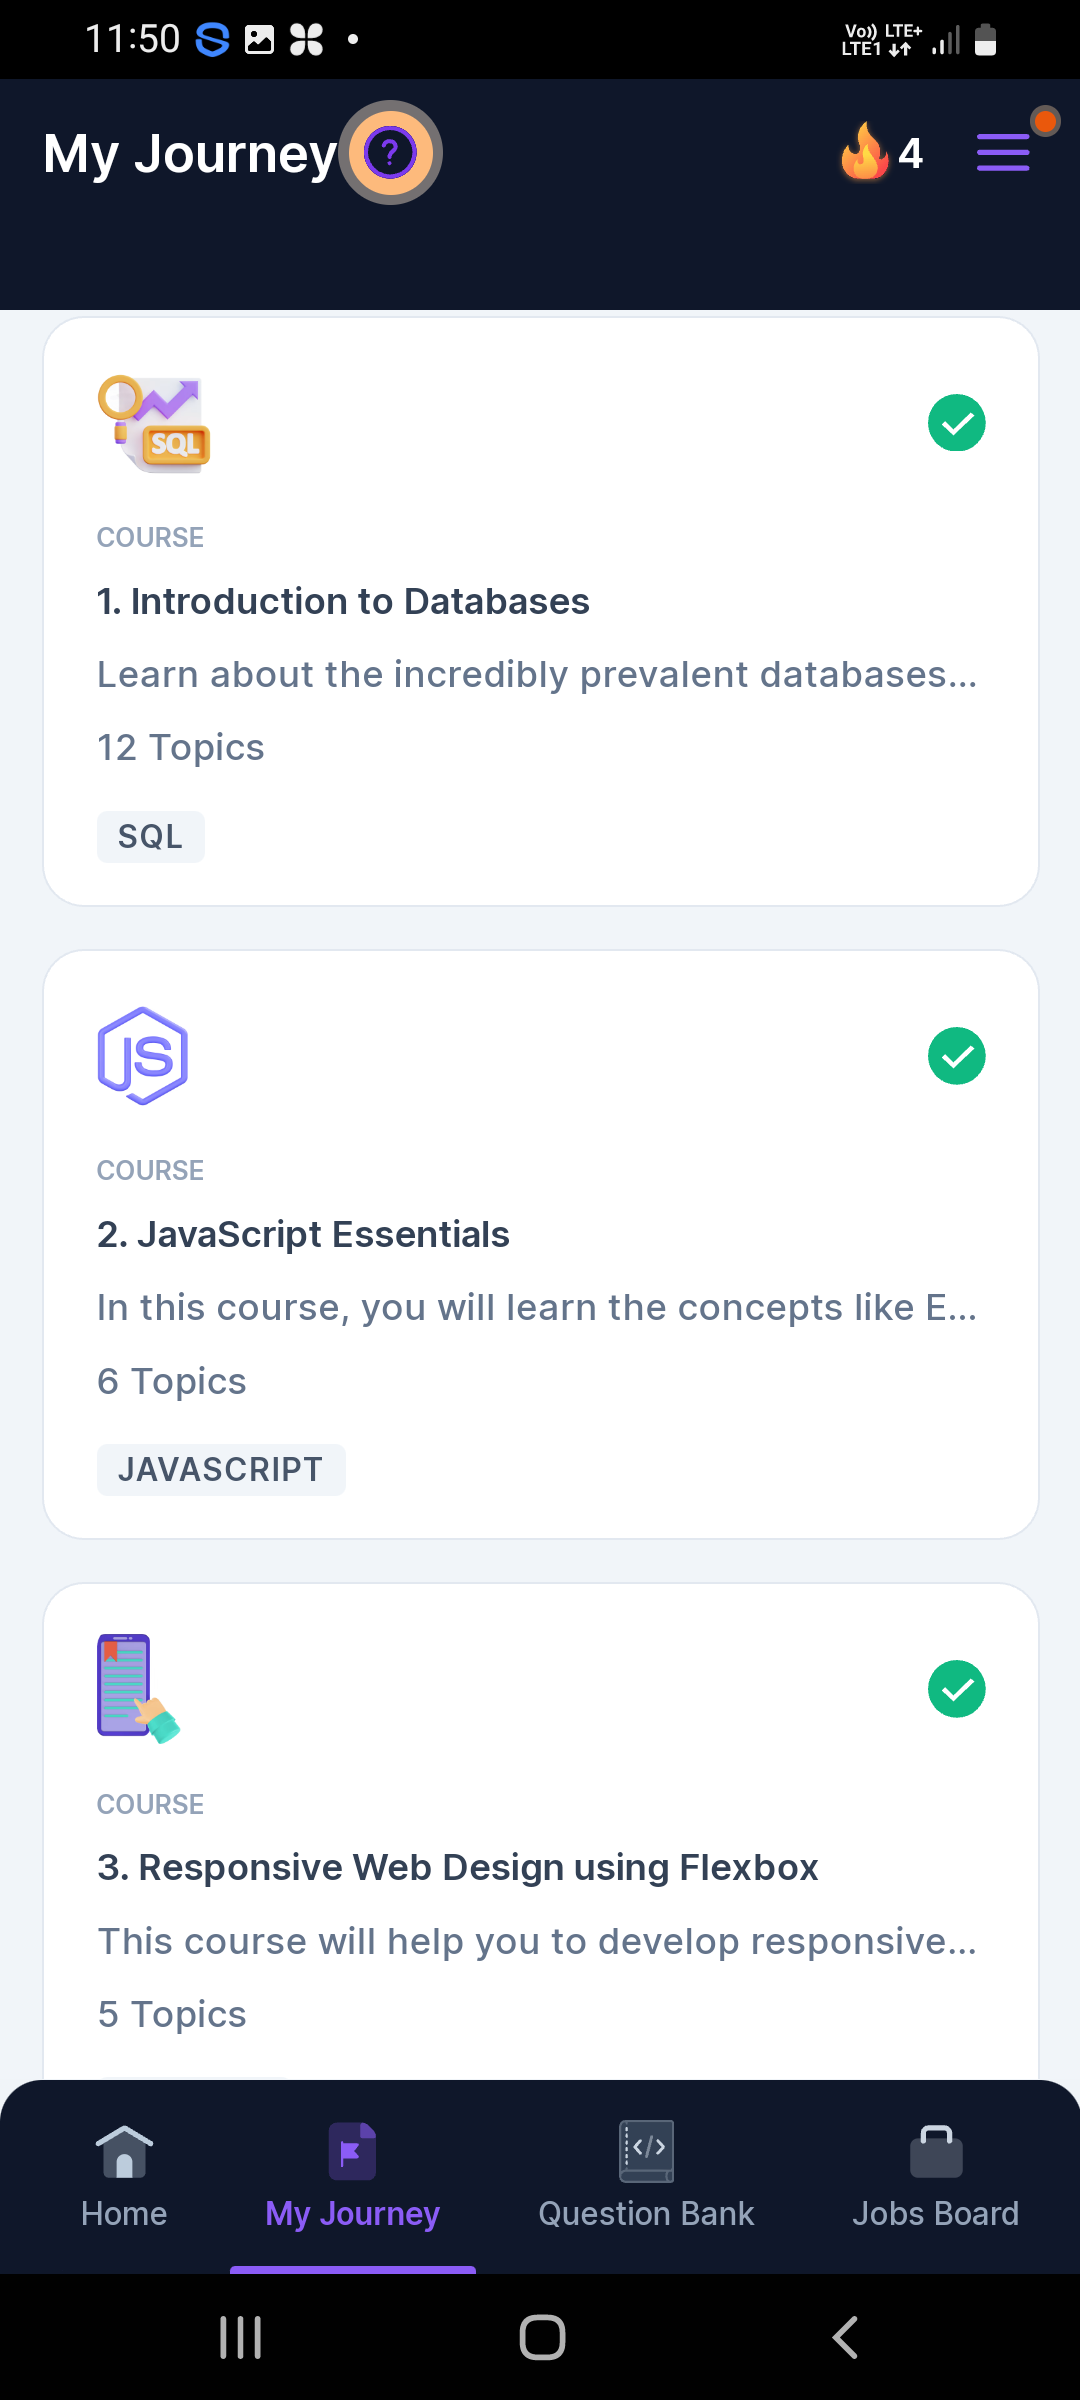 11:50
Vo)) LTE+
LTE1
My Journey
?
4
SQL
COURSE
1. Introduction to Databases
Learn about the incredibly prevalent databases...
12 Topics
SQL
JS
COURSE
2. JavaScript Essentials
In this course, you will learn the concepts like E...
6 Topics
JAVASCRIPT
COURSE
3. Responsive Web Design using Flexbox
This course will help you to develop responsive...
5 Topics
</>
Home
My Journey
Question Bank
Jobs Board